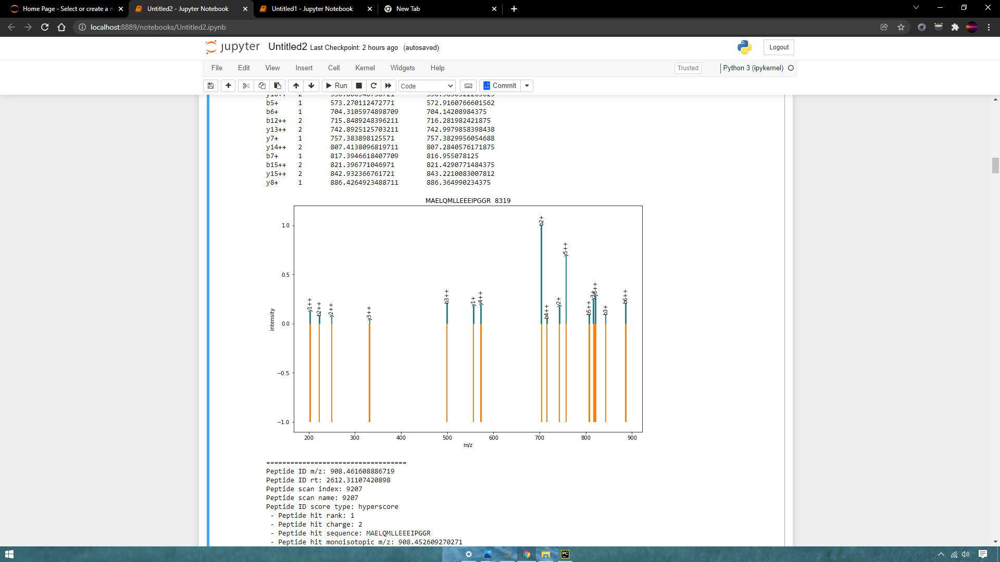 Home Page - Select or create a n
Untitled2 - Jupyter Notebook
Untitled1 - Jupyter Notebook
New Tab
localhost:8889/notebooks/Untitled2.ipynb
jupyter Untitled2 Last Checkpoint: 2 hours ago (autosaved)
Logout
File Edit View Insert Cell Kernel Widgets Help
Trusted
Python 3 (ipykernel)
Run
Code
Commit
b5+ 1 573.270112472771 572.9160766601562
b6+ 1 704.3105974898709 704.14208984375
b12++ 2 715.8489248396211 716.281982421875
y13++ 2 742.8925125703211 742.9979858398438
y7+ 1 757.383898125571 757.3829956054688
y14++ 2 807.4138096819711 807.2840576171875
b7+ 1 817.3946618407709 816.955078125
b15++ 2 821.396771046971 821.4290771484375
y15++ 2 842.932366761721 843.2210083007812
y8+ 1 886.4264923488711 886.364990234375
MAELQMLLEEEIPGGR 8319
intensity
1.0
0.5
0.0
−0.5
−1.0
y1++
b2++
y2++
y3++
b3++
y1+
y4++
b2+
b4++
y2+
y5++
b5++
y3+
y6++
b3+
b6++
200 300 400 500 600 700 800 900
m/z
===================================
Peptide ID m/z: 908.461608886719
Peptide ID rt: 2612.31107420898
Peptide scan index: 9207
Peptide scan name: 9207
Peptide ID score type: hyperscore
- Peptide hit rank: 1
- Peptide hit charge: 2
- Peptide hit sequence: MAELQMLLEEEIPGGR
- Peptide hit monoisotopic m/z: 908.452609270271
PC